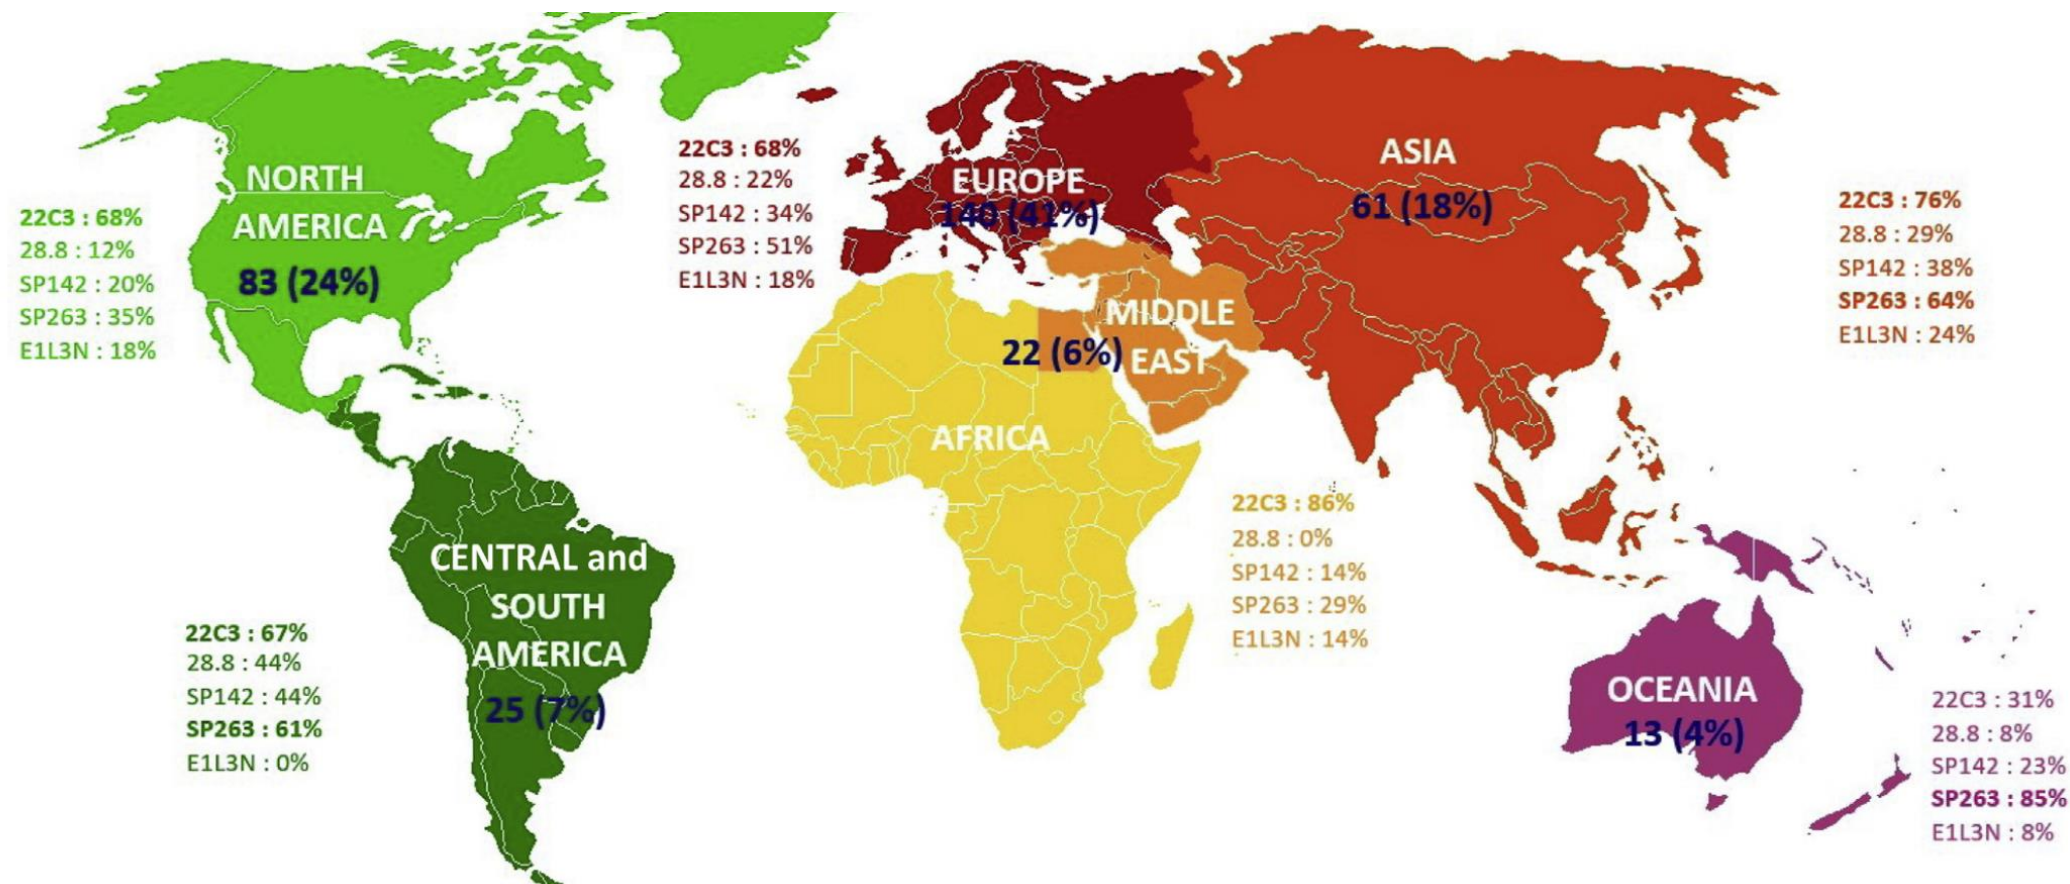 NORTH
AMERICA
83 (24%)
22C3 : 68%
28.8 : 12%
SP142 : 20%
SP263 : 35%
E1L3N : 18%
22C3 : 68%
28.8 : 22%
SP142 : 34%
SP263 : 51%
E1L3N : 18%
EUROPE
140 (41%)
ASIA
61 (18%)
22C3 : 76%
28.8 : 29%
SP142 : 38%
SP263 : 64%
E1L3N : 24%
MIDDLE
EAST
22 (6%)
AFRICA
22C3 : 86%
28.8 : 0%
SP142 : 14%
SP263 : 29%
E1L3N : 14%
CENTRAL and
SOUTH
AMERICA
25 (7%)
22C3 : 67%
28.8 : 44%
SP142 : 44%
SP263 : 61%
E1L3N : 0%
OCEANIA
13 (4%)
22C3 : 31%
28.8 : 8%
SP142 : 23%
SP263 : 85%
E1L3N : 8%